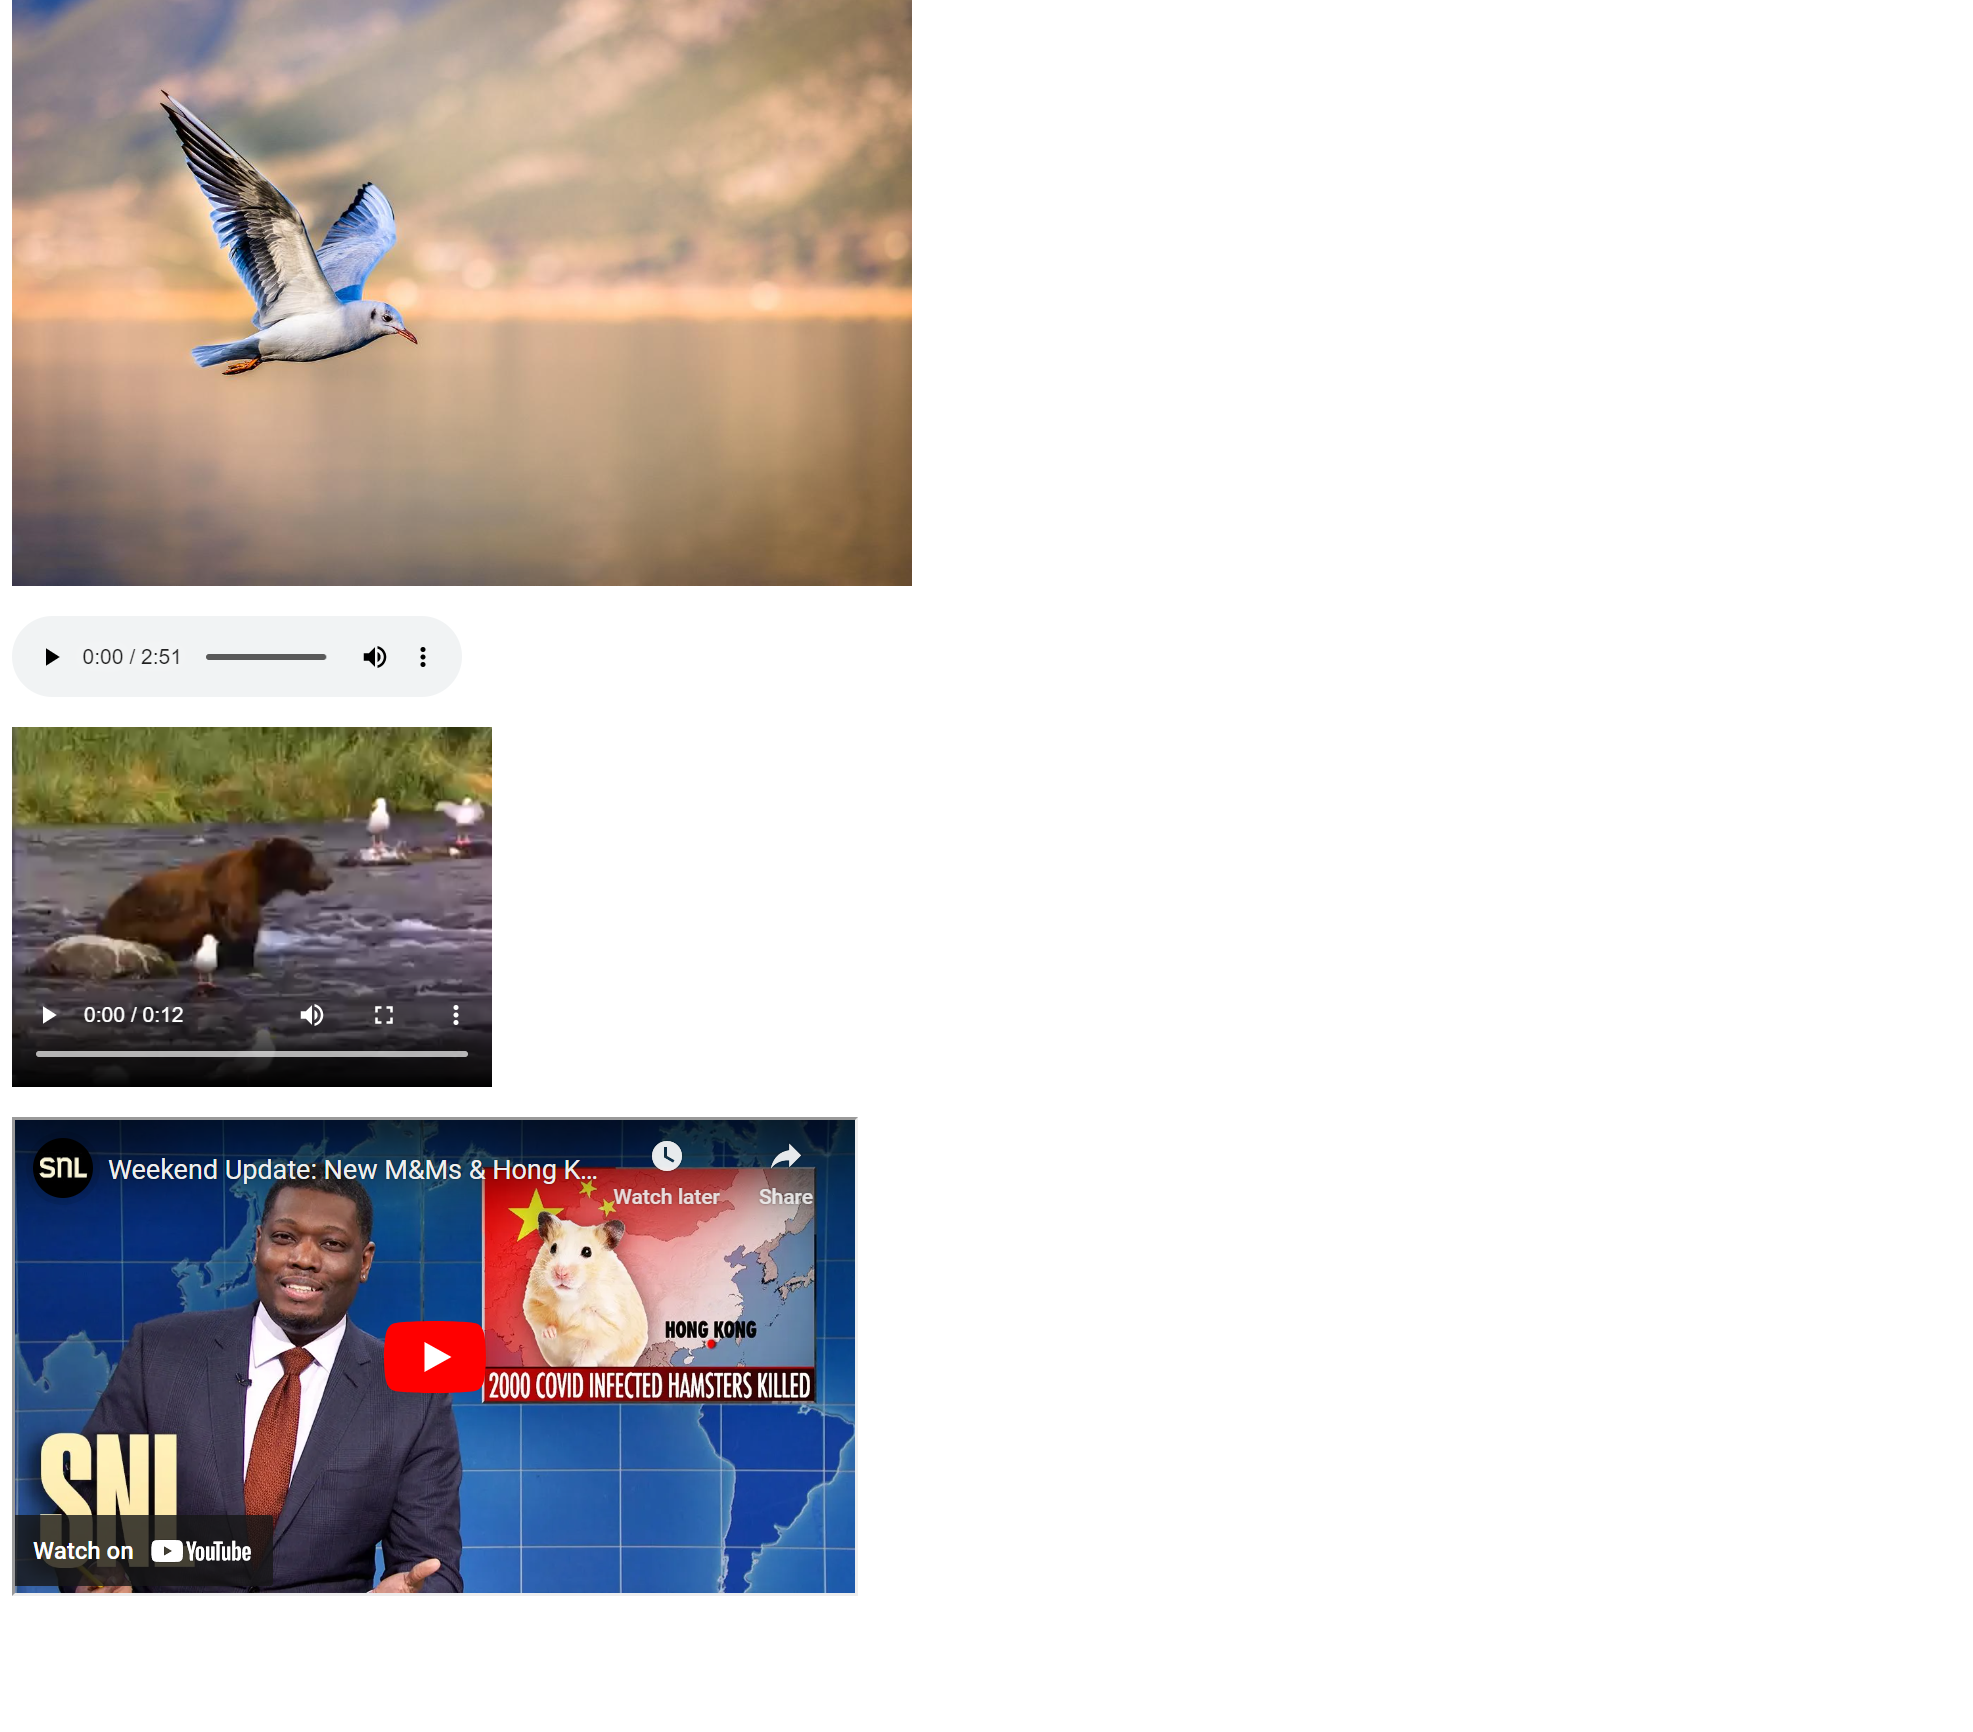 0:00 / 2:51
0:00 / 0:12
snl Weekend Update: New M&Ms & Hong K...
Watch later Share
HONG KONG
2000 COVID INFECTED HAMSTERS KILLED
SNL
Watch on YouTube